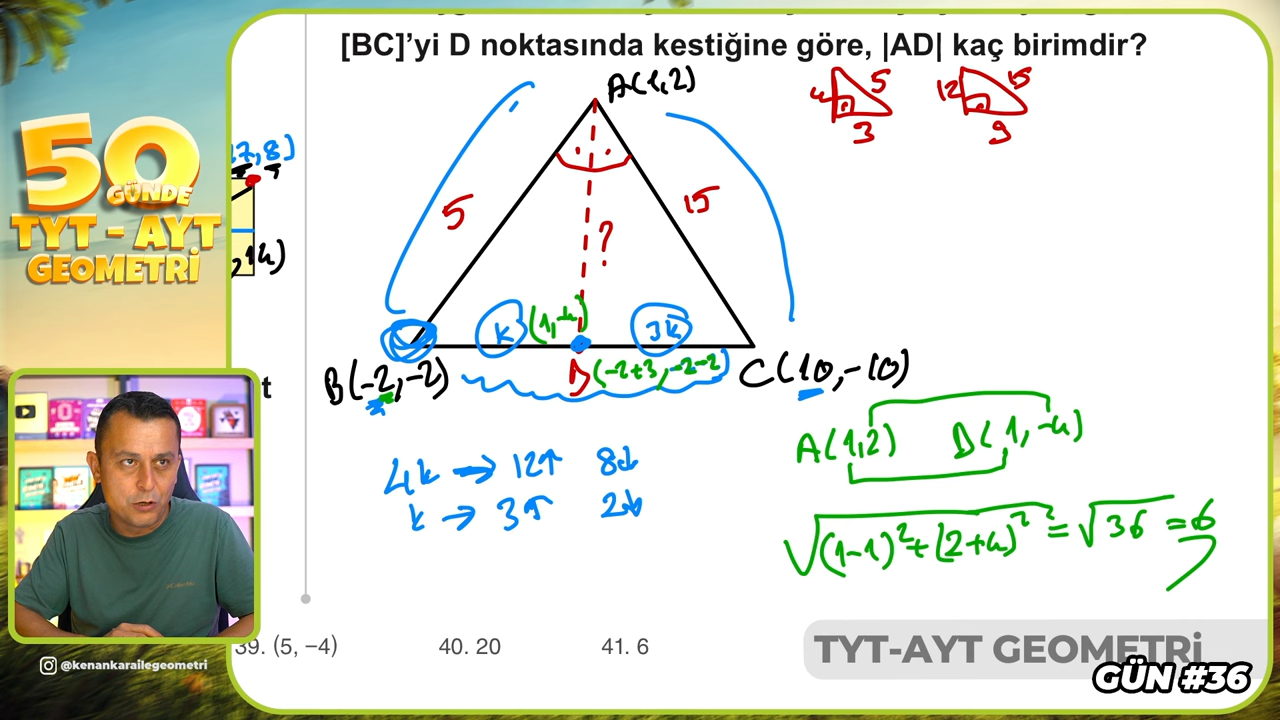 [BC]'yi D noktasında kestiğine göre, |AD| kaç birimdir?
A(1,2)
4 5 3
12 15 9
50
GÜNDE
TYT - AYT
GEOMETRİ
7,8)
14)
5
15
?
k
(1,-4)
3k
B(-2,-2)
D(-2+3,-2-2)
C(10,-10)
t
4k → 12↑ 8↓
k → 3↑ 2↓
A(1,2) D(1,-4)
√(1-1)²+(2+4)² = √36 = 6
39. (5, −4)
40. 20
41. 6
TYT-AYT GEOMETRİ
GÜN #36
@kenankarailegeometri